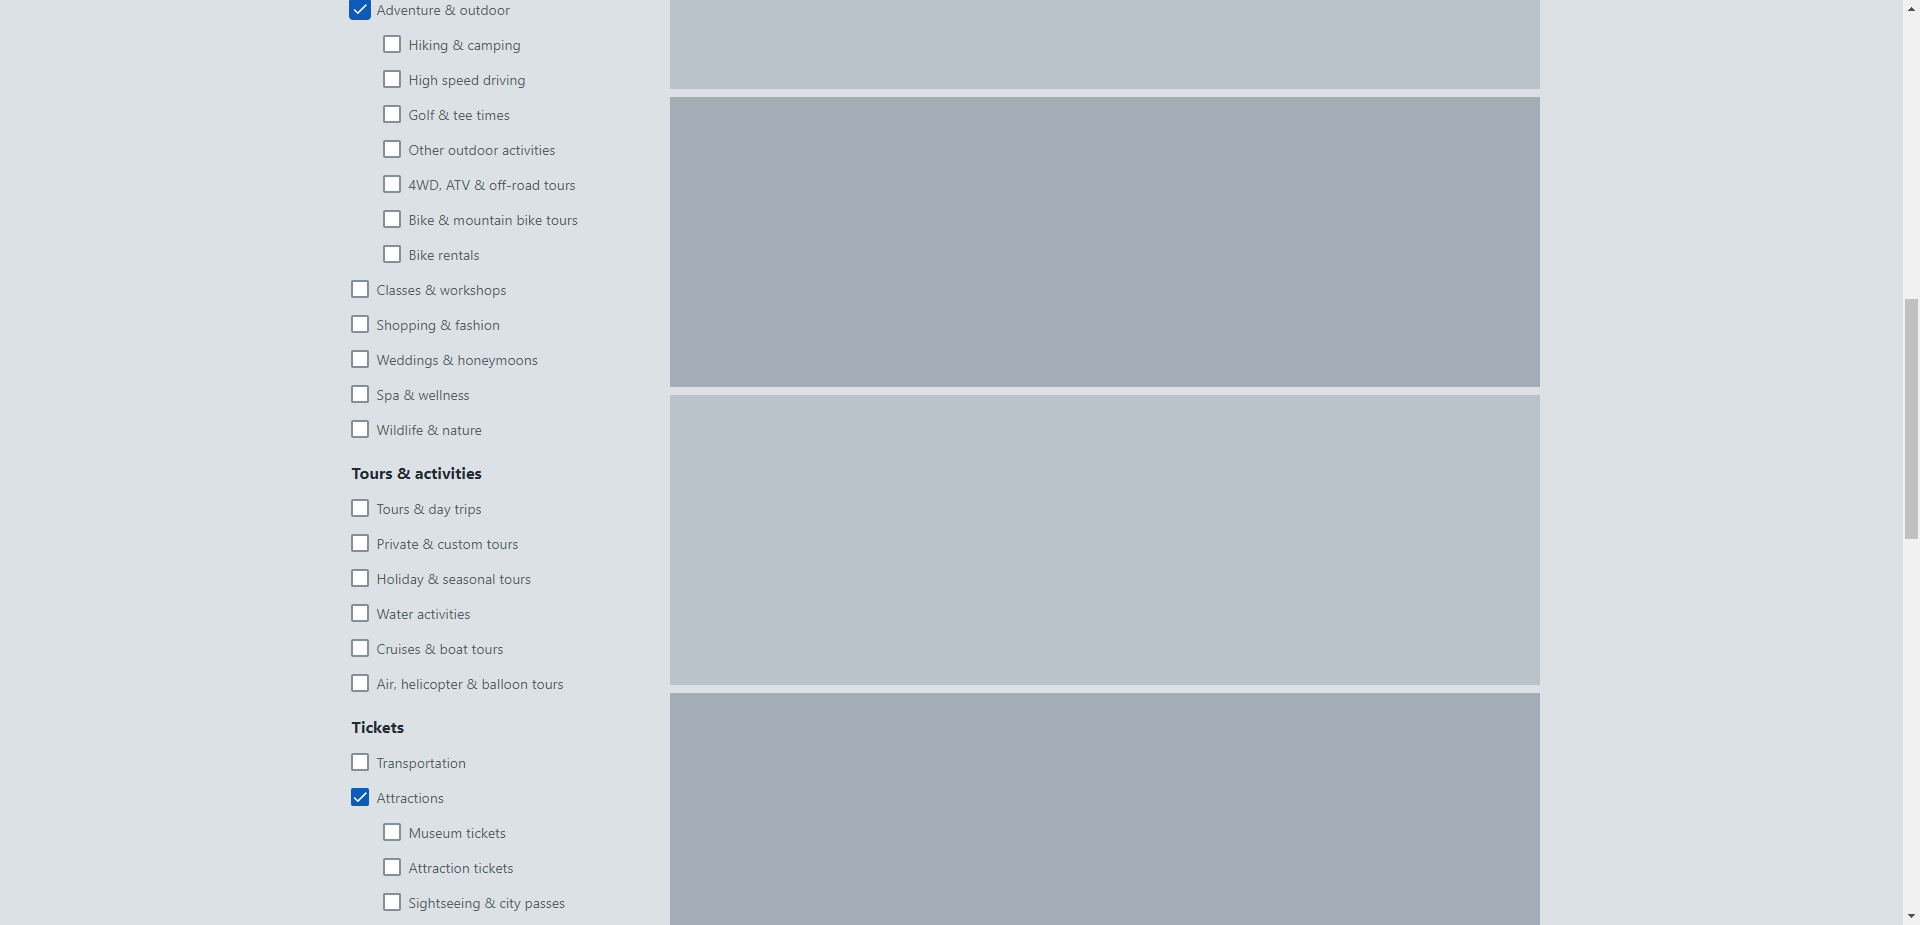 Adventure & outdoor
Hiking & camping
High speed driving
Golf & tee times
Other outdoor activities
4WD, ATV & off-road tours
Bike & mountain bike tours
Bike rentals
Classes & workshops
Shopping & fashion
Weddings & honeymoons
Spa & wellness
Wildlife & nature
Tours & activities
Tours & day trips
Private & custom tours
Holiday & seasonal tours
Water activities
Cruises & boat tours
Air, helicopter & balloon tours
Tickets
Transportation
Attractions
Museum tickets
Attraction tickets
Sightseeing & city passes